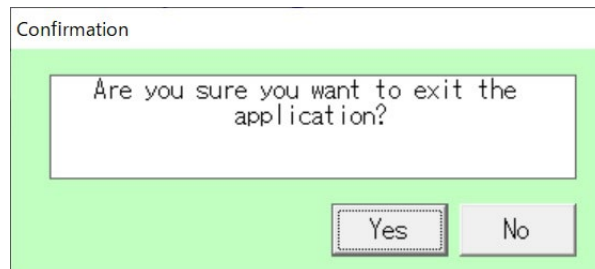 Confirmation
Are you sure you want to exit the
application?
Yes
No